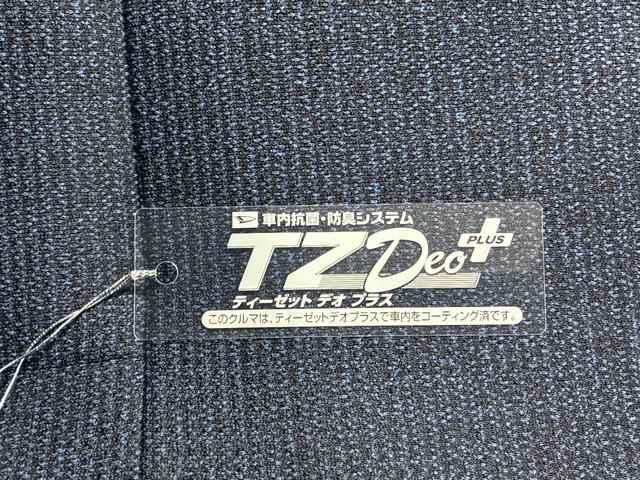 車内抗菌・防臭システム
TZ Deo PLUS
ティーゼット デオ プラス
このクルマは、ティーゼットデオプラスで車内をコーティング済です。